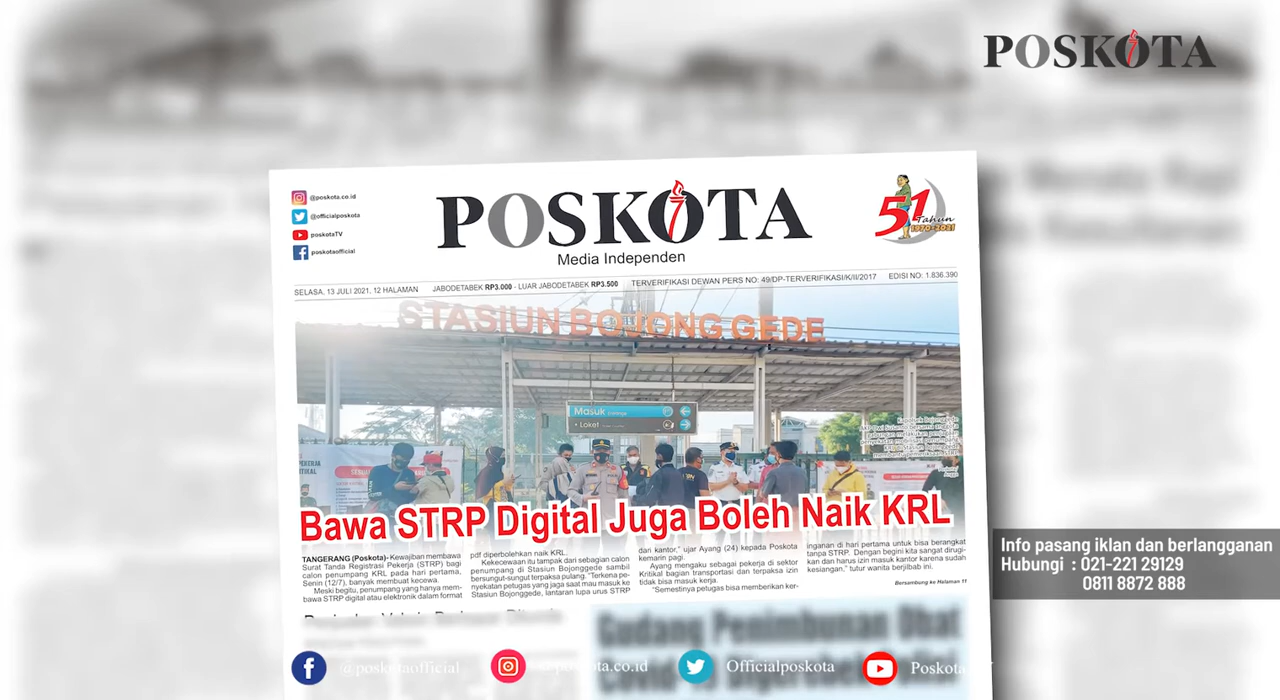 POSKOTA
@poskota.co.id
@officialposkota
poskotaTV
poskotaofficial
POSKOTA
Media Independen
51
Tahun
1970-2021
SELASA, 13 JULI 2021, 12 HALAMAN JABODETABEK RP3.000 - LUAR JABODETABEK RP3.500 TERVERIFIKASI DEWAN PERS NO: 49/DP-TERVERIFIKASI/K/II/2017 EDISI NO: 1.836.390
STASIUN BOJONG GEDE
Masuk
Loket
Bawa STRP Digital Juga Boleh Naik KRL
TANGERANG (Poskota)- Kewajiban membawa
Surat Tanda Registrasi Pekerja (STRP) bagi
calon penumpang KRL pada hari pertama,
Senin (12/7), banyak membuat kecewa.
Meski begitu, penumpang yang hanya mem-
bawa STRP digital atau elektronik dalam format
pdf diperbolehkan naik KRL.
Kekecewaan itu tampak dari sebagian calon
penumpang di Stasiun Bojonggede sambil
bersungut-sungut terpaksa pulang. "Terkena pe-
nyekatan petugas yang jaga saat mau masuk ke
Stasiun Bojonggede, lantaran lupa urus STRP
dari kantor," ujar Ayang (24) kepada Poskota
kemarin pagi.
Ayang mengaku sebagai pekerja di sektor
Kritikal bagian transportasi dan terpaksa izin
tidak bisa masuk kerja.
"Semestinya petugas bisa memberikan ker-
inganan di hari pertama untuk bisa berangkat
tanpa STRP. Dengan begini kita sangat dirugi-
kan dan harus izin masuk kantor karena sudah
kesiangan," tutur wanita berjilbab ini.
Bersambung ke Halaman 11
Info pasang iklan dan berlangganan
Hubungi : 021-221 29129
0811 8872 888
Gudang Penimbunan Obat
@poskotaofficial
@poskota.co.id
Officialposkota